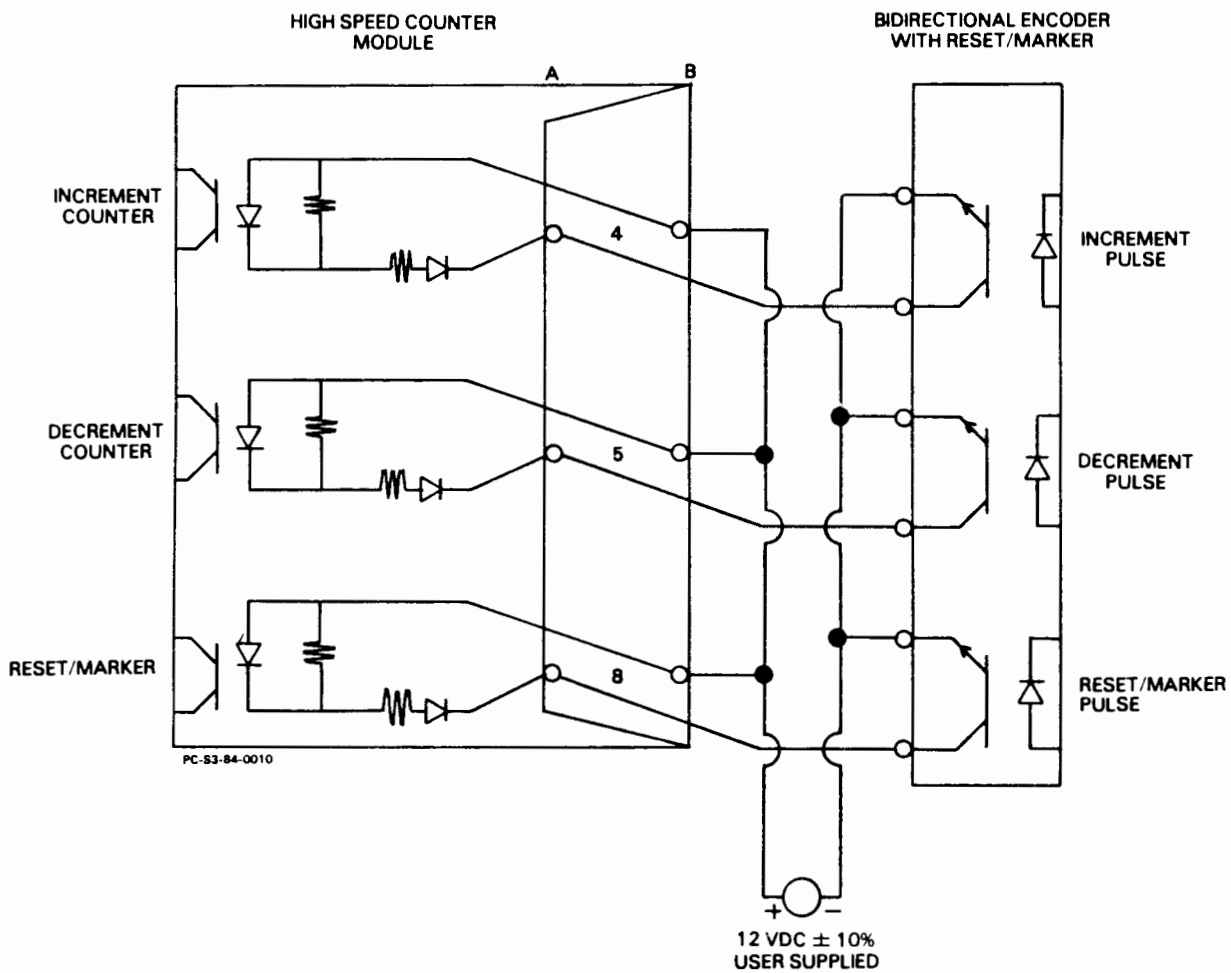 HIGH SPEED COUNTER
MODULE
BIDIRECTIONAL ENCODER
WITH RESET/MARKER
A
B
INCREMENT
COUNTER
4
INCREMENT
PULSE
DECREMENT
COUNTER
5
DECREMENT
PULSE
RESET/MARKER
8
RESET/MARKER
PULSE
PC-S3-84-0010
+
−
12 VDC ± 10%
USER SUPPLIED